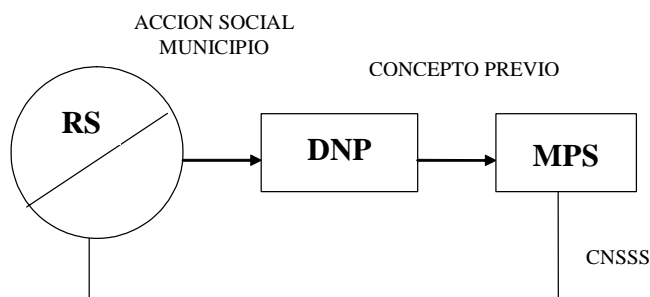 ACCION SOCIAL
MUNICIPIO
CONCEPTO PREVIO
RS
DNP
MPS
CNSSS